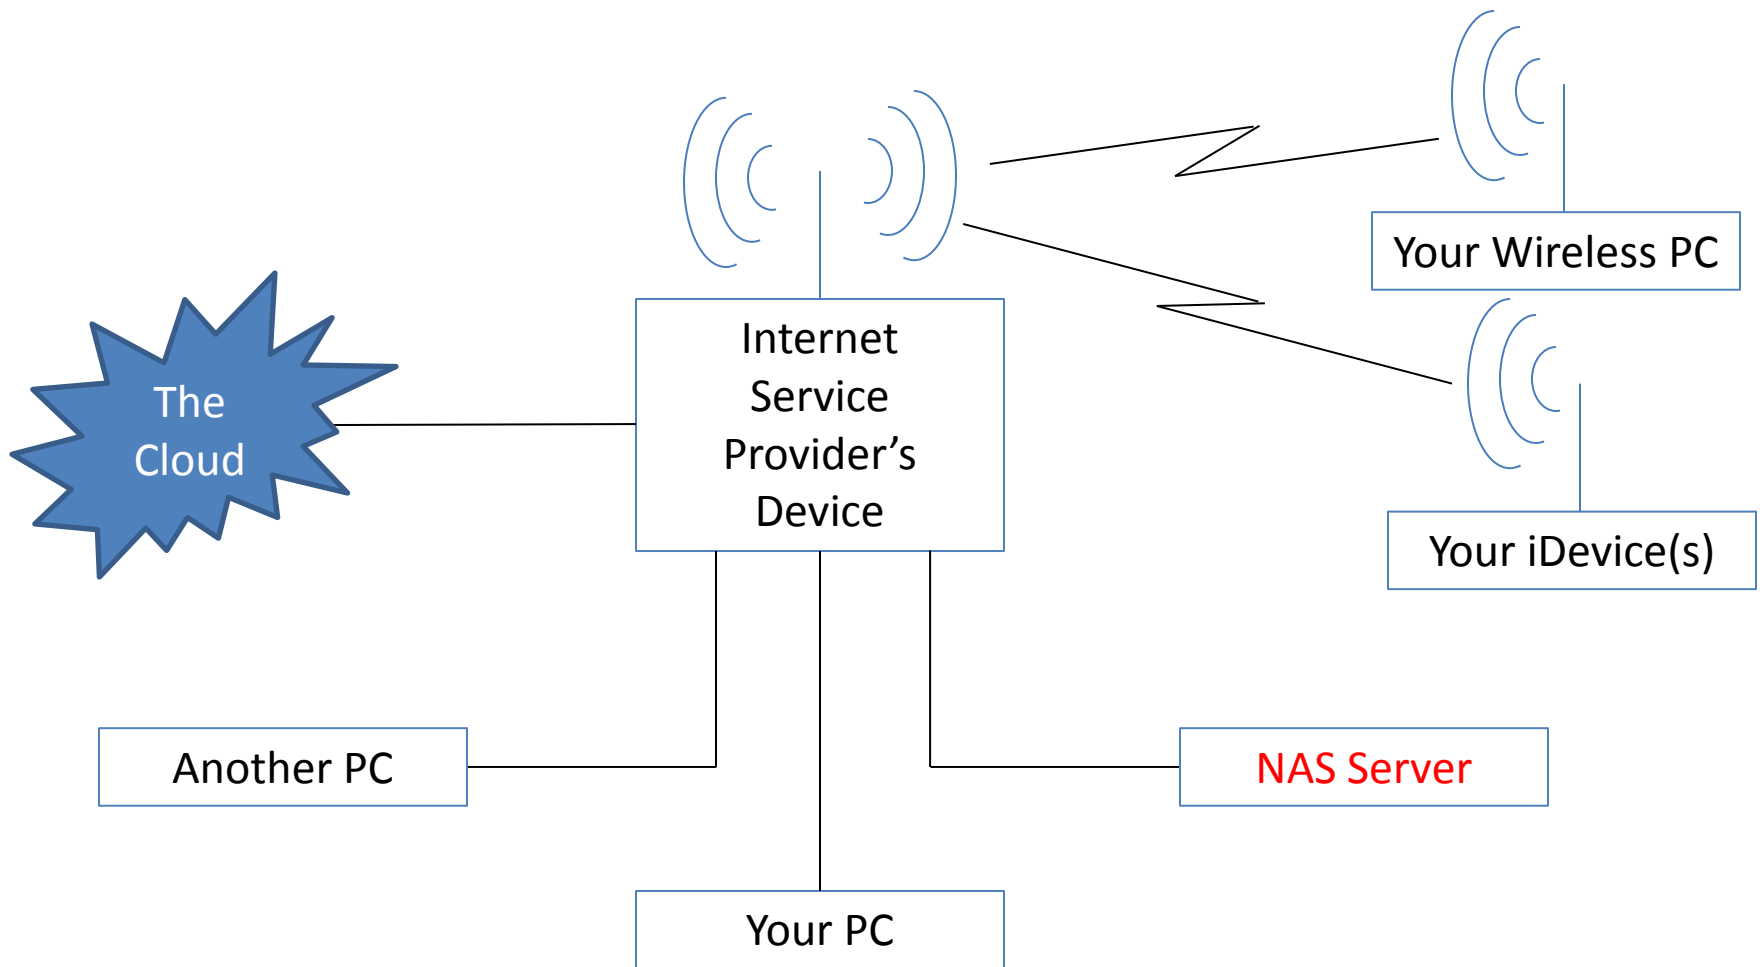 Your Wireless PC
Internet
Service
Provider’s
Device
The
Cloud
Your iDevice(s)
Another PC
NAS Server
Your PC